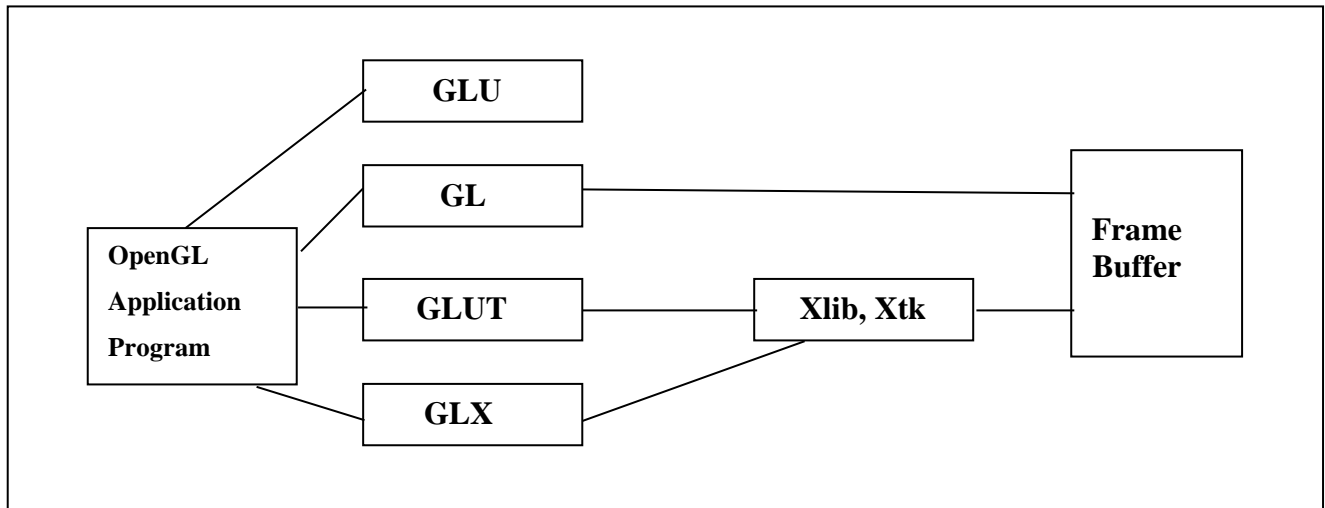 GLU
GL
OpenGL
Application
Program
GLUT
GLX
Xlib, Xtk
Frame
Buffer